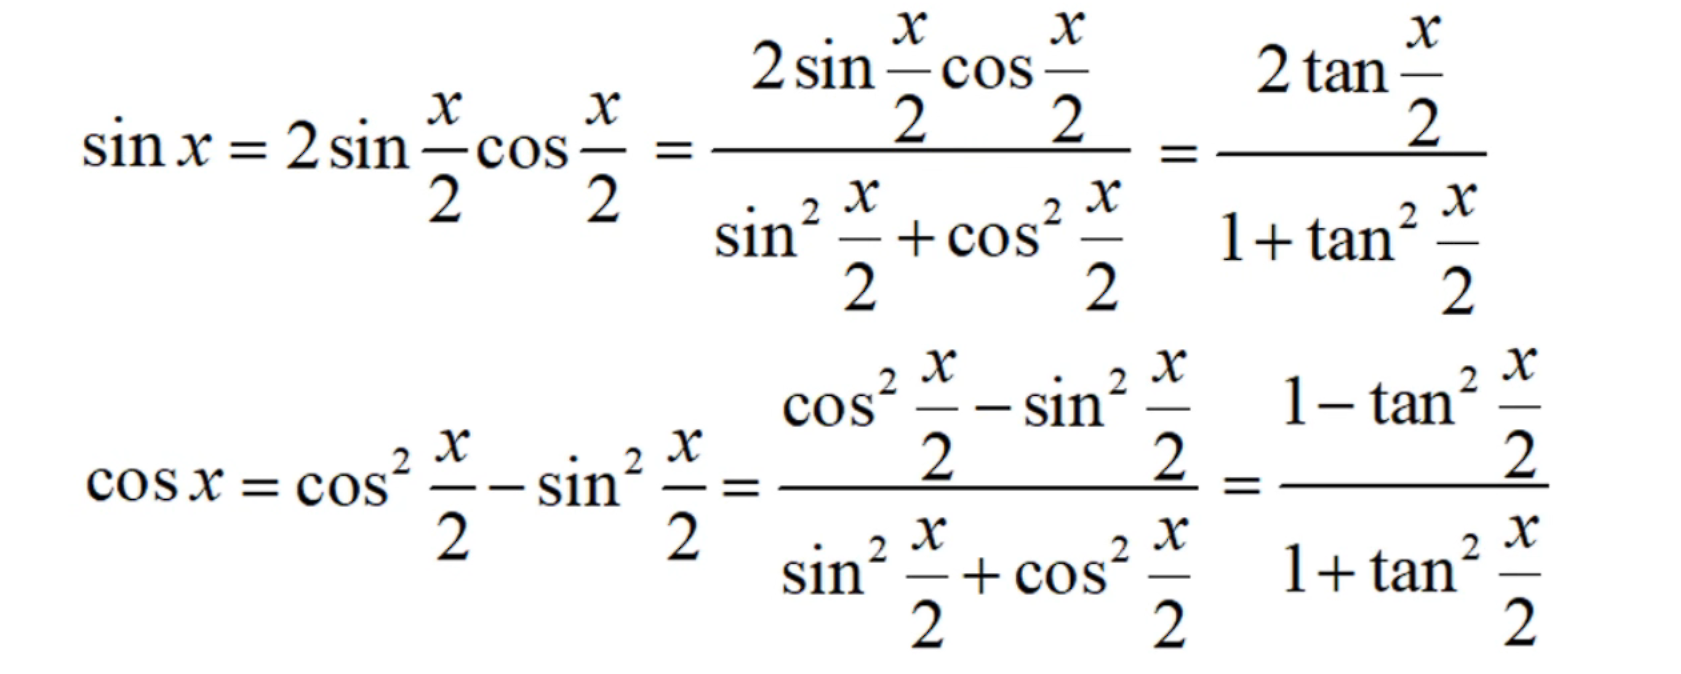 sin x = 2 sin x/2 cos x/2 = (2 sin x/2 cos x/2)/(sin² x/2 + cos² x/2) = (2 tan x/2)/(1 + tan² x/2)
cos x = cos² x/2 − sin² x/2 = (cos² x/2 − sin² x/2)/(sin² x/2 + cos² x/2) = (1 − tan² x/2)/(1 + tan² x/2)